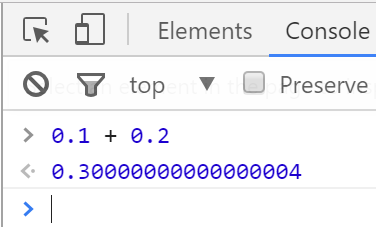 Elements Console
top Preserve
> 0.1 + 0.2
0.30000000000000004
>